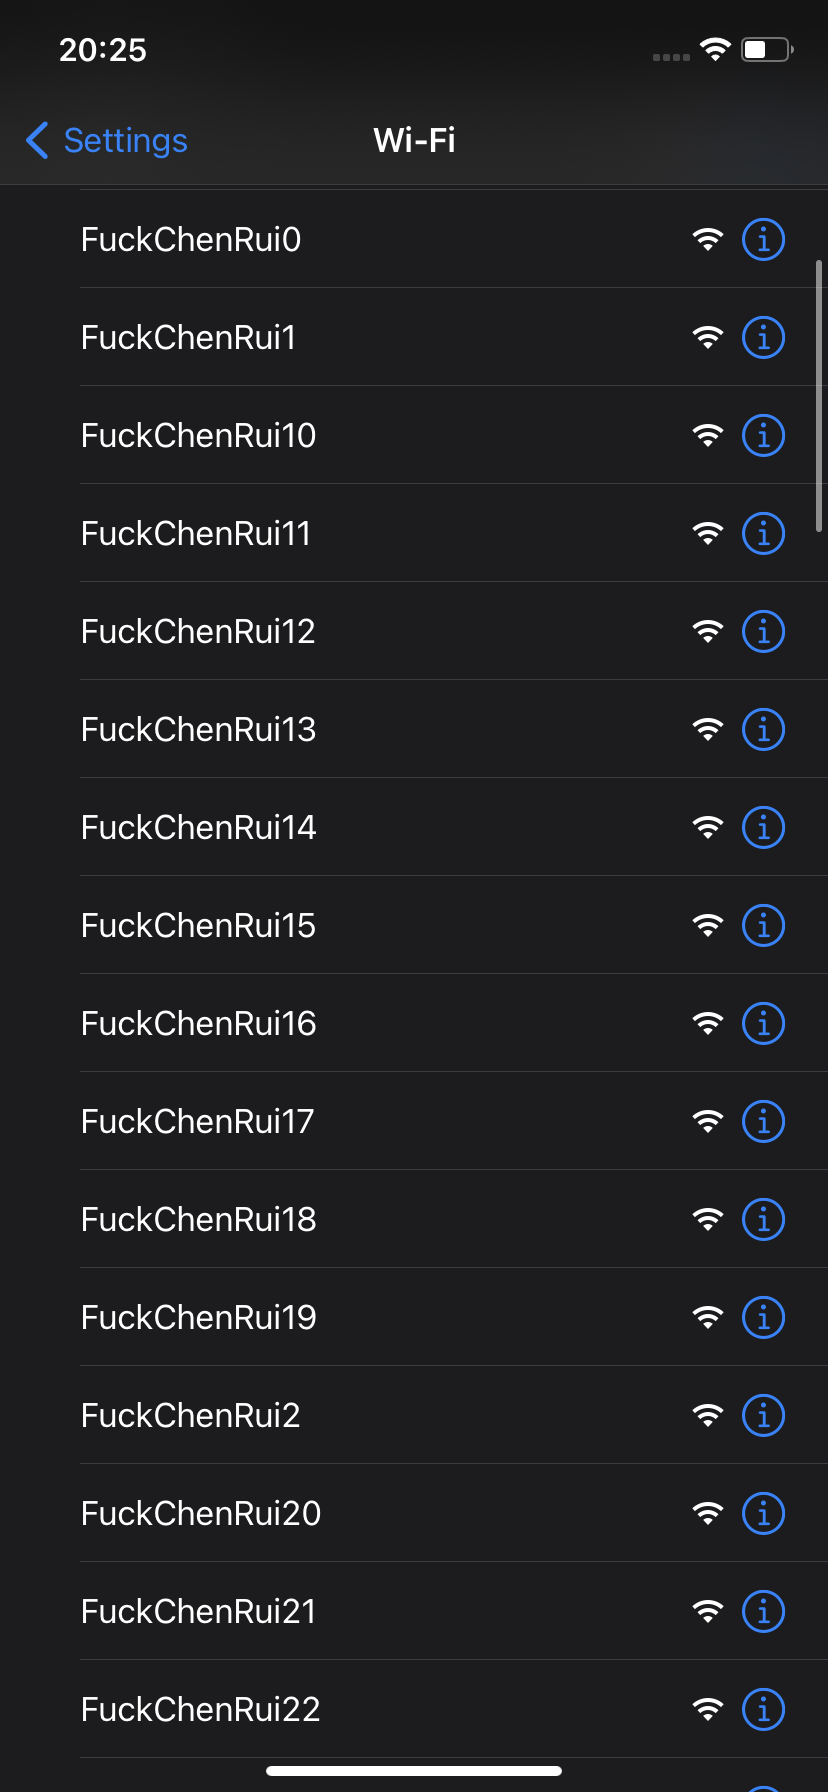 20:25
Settings
Wi-Fi
FuckChenRui0
FuckChenRui1
FuckChenRui10
FuckChenRui11
FuckChenRui12
FuckChenRui13
FuckChenRui14
FuckChenRui15
FuckChenRui16
FuckChenRui17
FuckChenRui18
FuckChenRui19
FuckChenRui2
FuckChenRui20
FuckChenRui21
FuckChenRui22